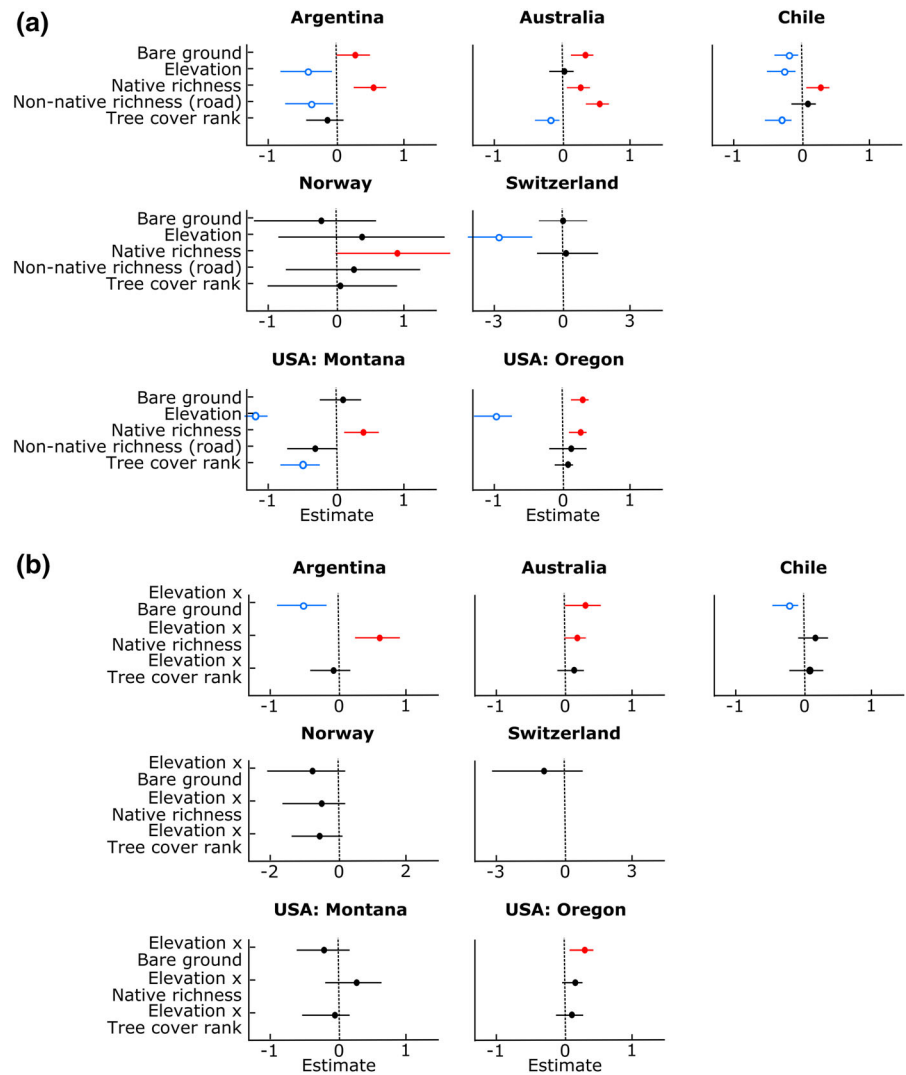 (a)
Argentina
Australia
Chile
Bare ground
Elevation
Native richness
Non-native richness (road)
Tree cover rank
-1 0 1
-1 0 1
-1 0 1
Norway
Switzerland
Bare ground
Elevation
Native richness
Non-native richness (road)
Tree cover rank
-1 0 1
-3 0 3
USA: Montana
USA: Oregon
Bare ground
Elevation
Native richness
Non-native richness (road)
Tree cover rank
-1 0 1
-1 0 1
Estimate
Estimate
(b)
Argentina
Australia
Chile
Elevation x
Bare ground
Elevation x
Native richness
Elevation x
Tree cover rank
-1 0 1
-1 0 1
-1 0 1
Norway
Switzerland
Elevation x
Bare ground
Elevation x
Native richness
Elevation x
Tree cover rank
-2 0 2
-3 0 3
USA: Montana
USA: Oregon
Elevation x
Bare ground
Elevation x
Native richness
Elevation x
Tree cover rank
-1 0 1
-1 0 1
Estimate
Estimate